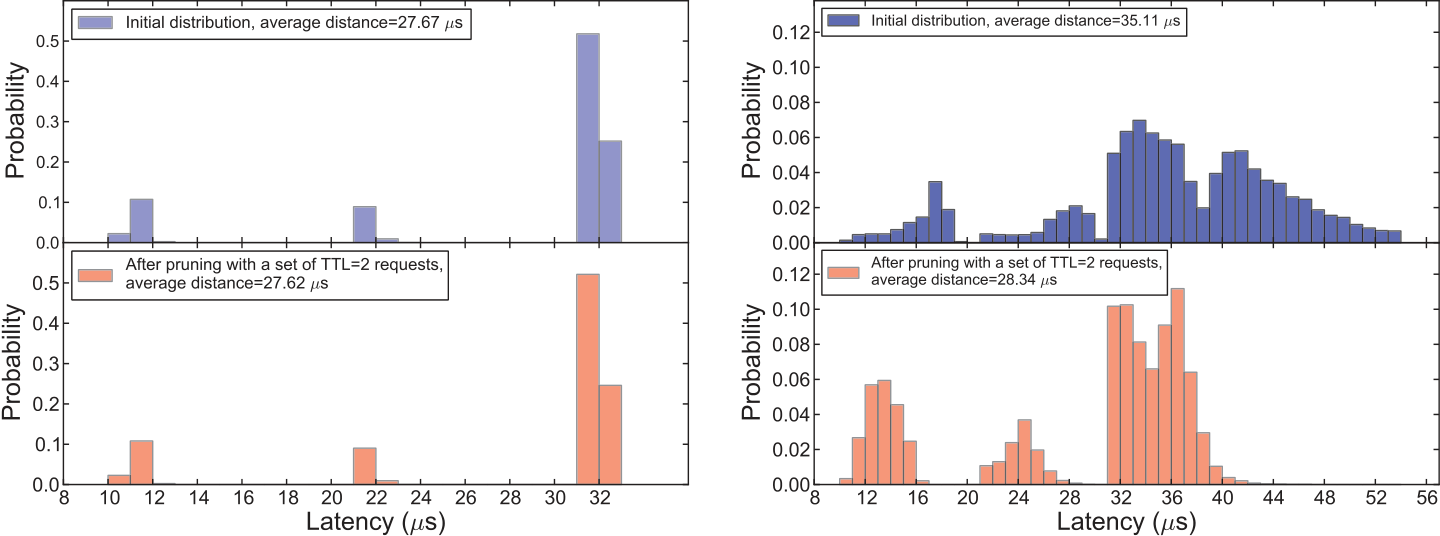 Initial distribution, average distance=27.67 μs
Probability
0.5
0.4
0.3
0.2
0.1
0.0
After pruning with a set of TTL=2 requests,
average distance=27.62 μs
Probability
0.5
0.4
0.3
0.2
0.1
0.0
8 10 12 14 16 18 20 22 24 26 28 30 32
Latency (μs)
Initial distribution, average distance=35.11 μs
Probability
0.12
0.10
0.08
0.06
0.04
0.02
0.00
After pruning with a set of TTL=2 requests,
average distance=28.34 μs
Probability
0.12
0.10
0.08
0.06
0.04
0.02
0.00
8 12 16 20 24 28 32 36 40 44 48 52 56
Latency (μs)